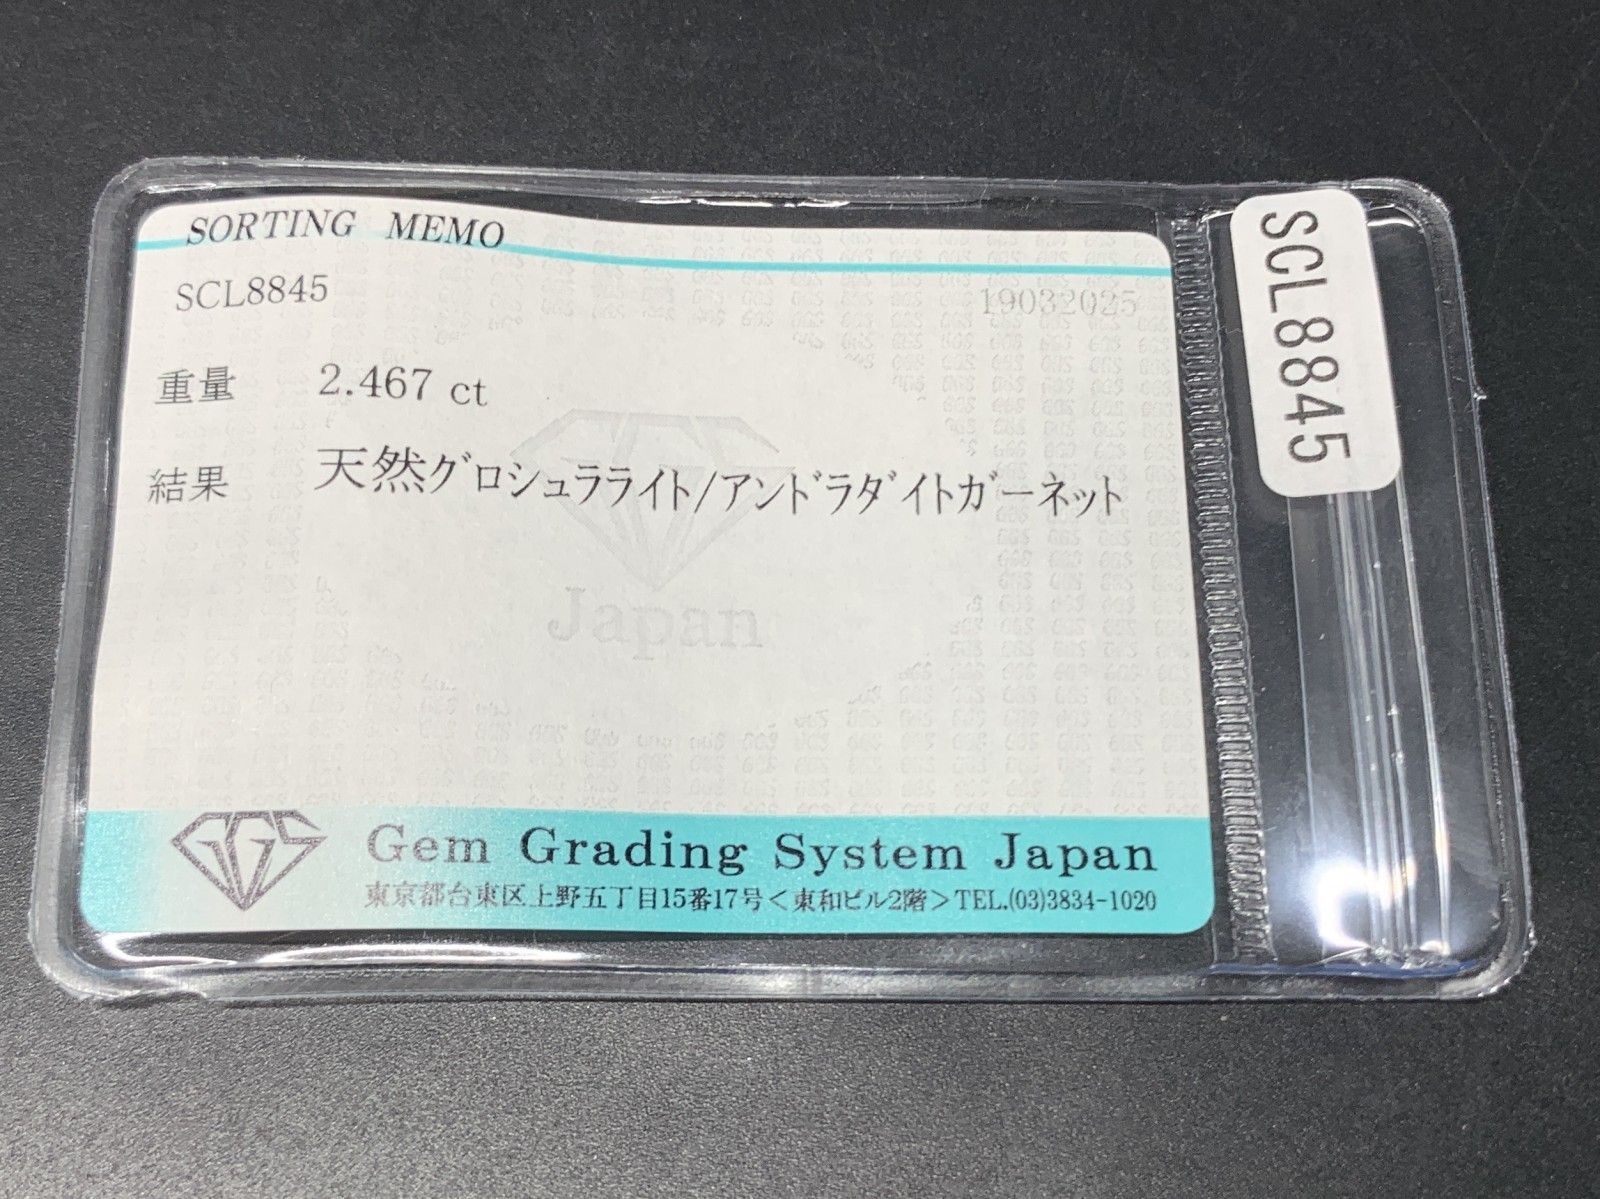 SORTING MEMO
SCL8845
19032025
重量 2.467 ct
結果 天然グロシュラライト/アンドラダイトガーネット
Japan
GGS Gem Grading System Japan
東京都台東区上野五丁目15番17号<東和ビル2階>TEL.(03)3834-1020
SCL8845